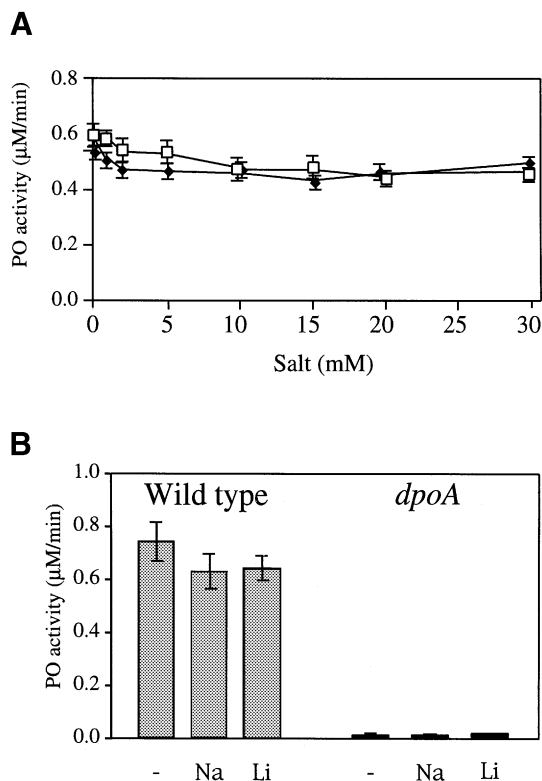 A
PO activity (µM/min)
0.8
0.6
0.4
0.2
0.0
0 5 10 15 20 25 30
Salt (mM)
B
PO activity (µM/min)
1.0
0.8
0.6
0.4
0.2
0.0
Wild type dpoA
- Na Li - Na Li